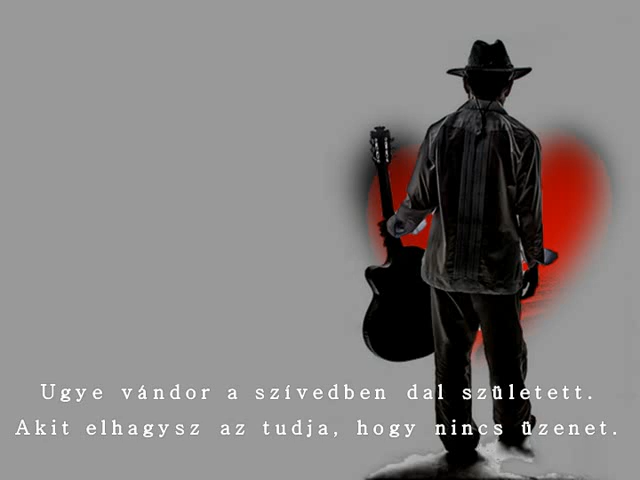 Ugye vándor a szívedben dal született.
Akit elhagysz az tudja, hogy nincs üzenet.